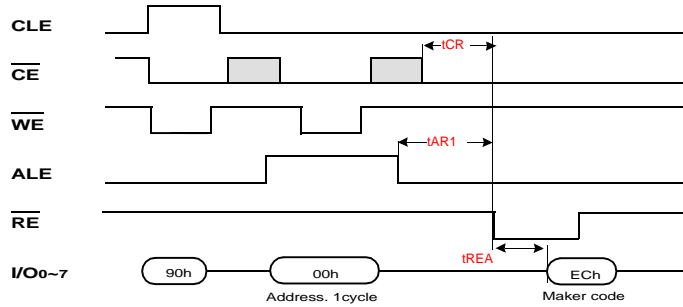 CLE
tCR
CE
WE
tAR1
ALE
RE
tREA
I/O0~7 90h 00h ECh
Address. 1cycle Maker code